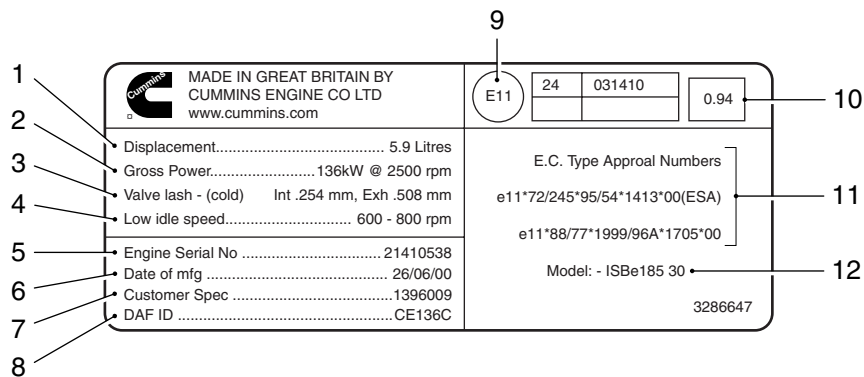 9
Cummins
MADE IN GREAT BRITAIN BY
CUMMINS ENGINE CO LTD
www.cummins.com
E11
24 031410
0.94
10
1 Displacement........................................ 5.9 Litres
2 Gross Power........................136kW @ 2500 rpm
3 Valve lash - (cold) Int .254 mm, Exh .508 mm
4 Low idle speed.............................. 600 - 800 rpm
E.C. Type Approal Numbers
e11*72/245*95/54*1413*00(ESA)
e11*88/77*1999/96A*1705*00
11
5 Engine Serial No ..................................21410538
6 Date of mfg ........................................... 26/06/00
7 Customer Spec .......................................1396009
8 DAF ID ....................................................CE136C
Model: - ISBe185 30
12
3286647